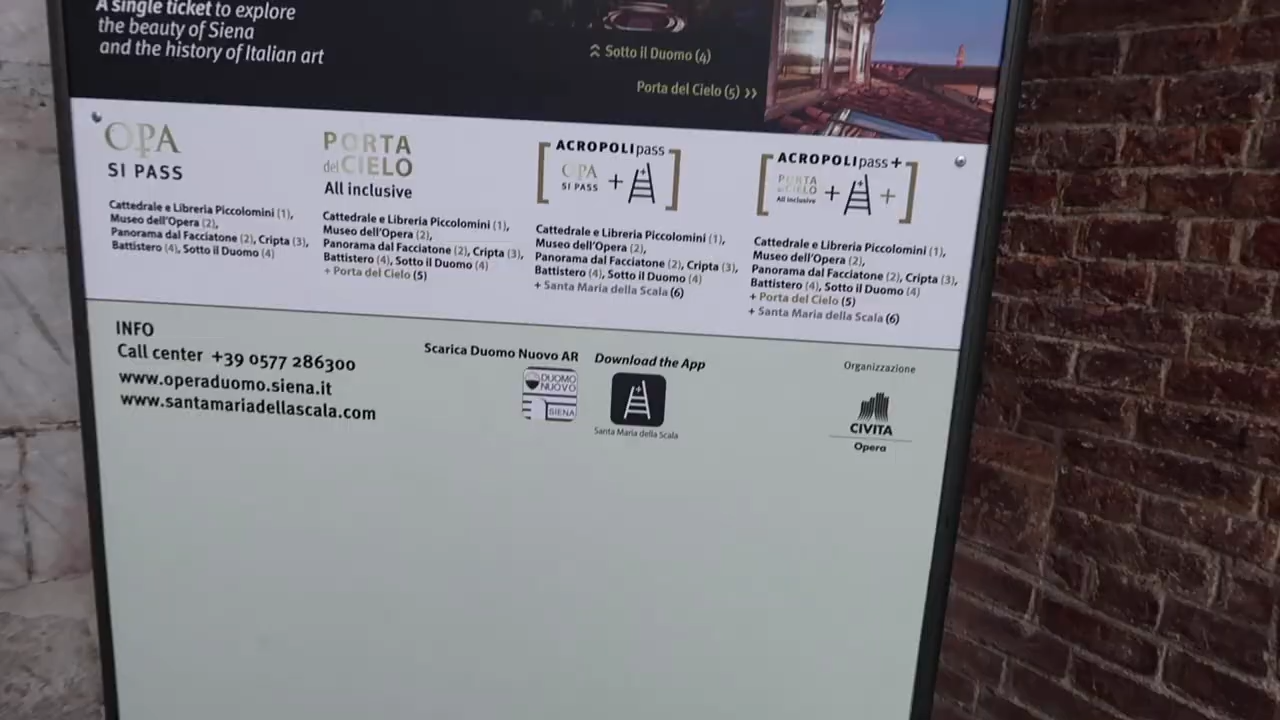 A single ticket to explore
the beauty of Siena
and the history of Italian art
Sotto il Duomo (4)
Porta del Cielo (5) >>
OPA
SI PASS
Cattedrale e Libreria Piccolomini (1),
Museo dell'Opera (2),
Panorama dal Facciatone (2), Cripta (3),
Battistero (4), Sotto il Duomo (4)
PORTA
del CIELO
All inclusive
Cattedrale e Libreria Piccolomini (1),
Museo dell'Opera (2),
Panorama dal Facciatone (2), Cripta (3),
Battistero (4), Sotto il Duomo (4)
+ Porta del Cielo (5)
ACROPOLIpass
OPA
SI PASS +
Cattedrale e Libreria Piccolomini (1),
Museo dell'Opera (2),
Panorama dal Facciatone (2), Cripta (3),
Battistero (4), Sotto il Duomo (4)
+ Santa Maria della Scala (6)
ACROPOLIpass +
PORTA
del CIELO
All inclusive + +
Cattedrale e Libreria Piccolomini (1),
Museo dell'Opera (2),
Panorama dal Facciatone (2), Cripta (3),
Battistero (4), Sotto il Duomo (4)
+ Porta del Cielo (5)
+ Santa Maria della Scala (6)
INFO
Call center +39 0577 286300
www.operaduomo.siena.it
www.santamariadellascala.com
Scarica Duomo Nuovo AR
DUOMO
NUOVO
SIENA
Download the App
Santa Maria della Scala
Organizzazione
CIVITA
Opera